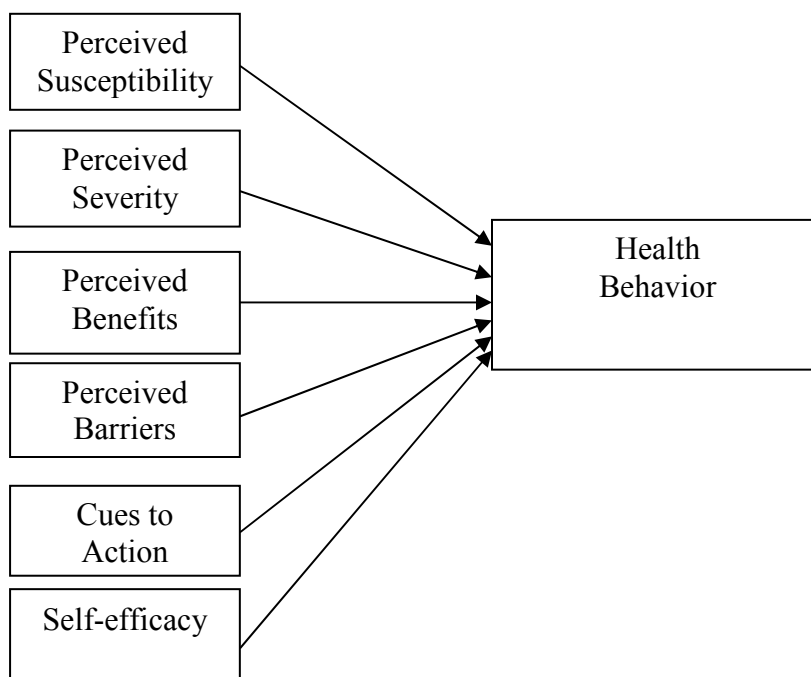 Perceived
Susceptibility
Perceived
Severity
Perceived
Benefits
Perceived
Barriers
Cues to
Action
Self-efficacy
Health
Behavior